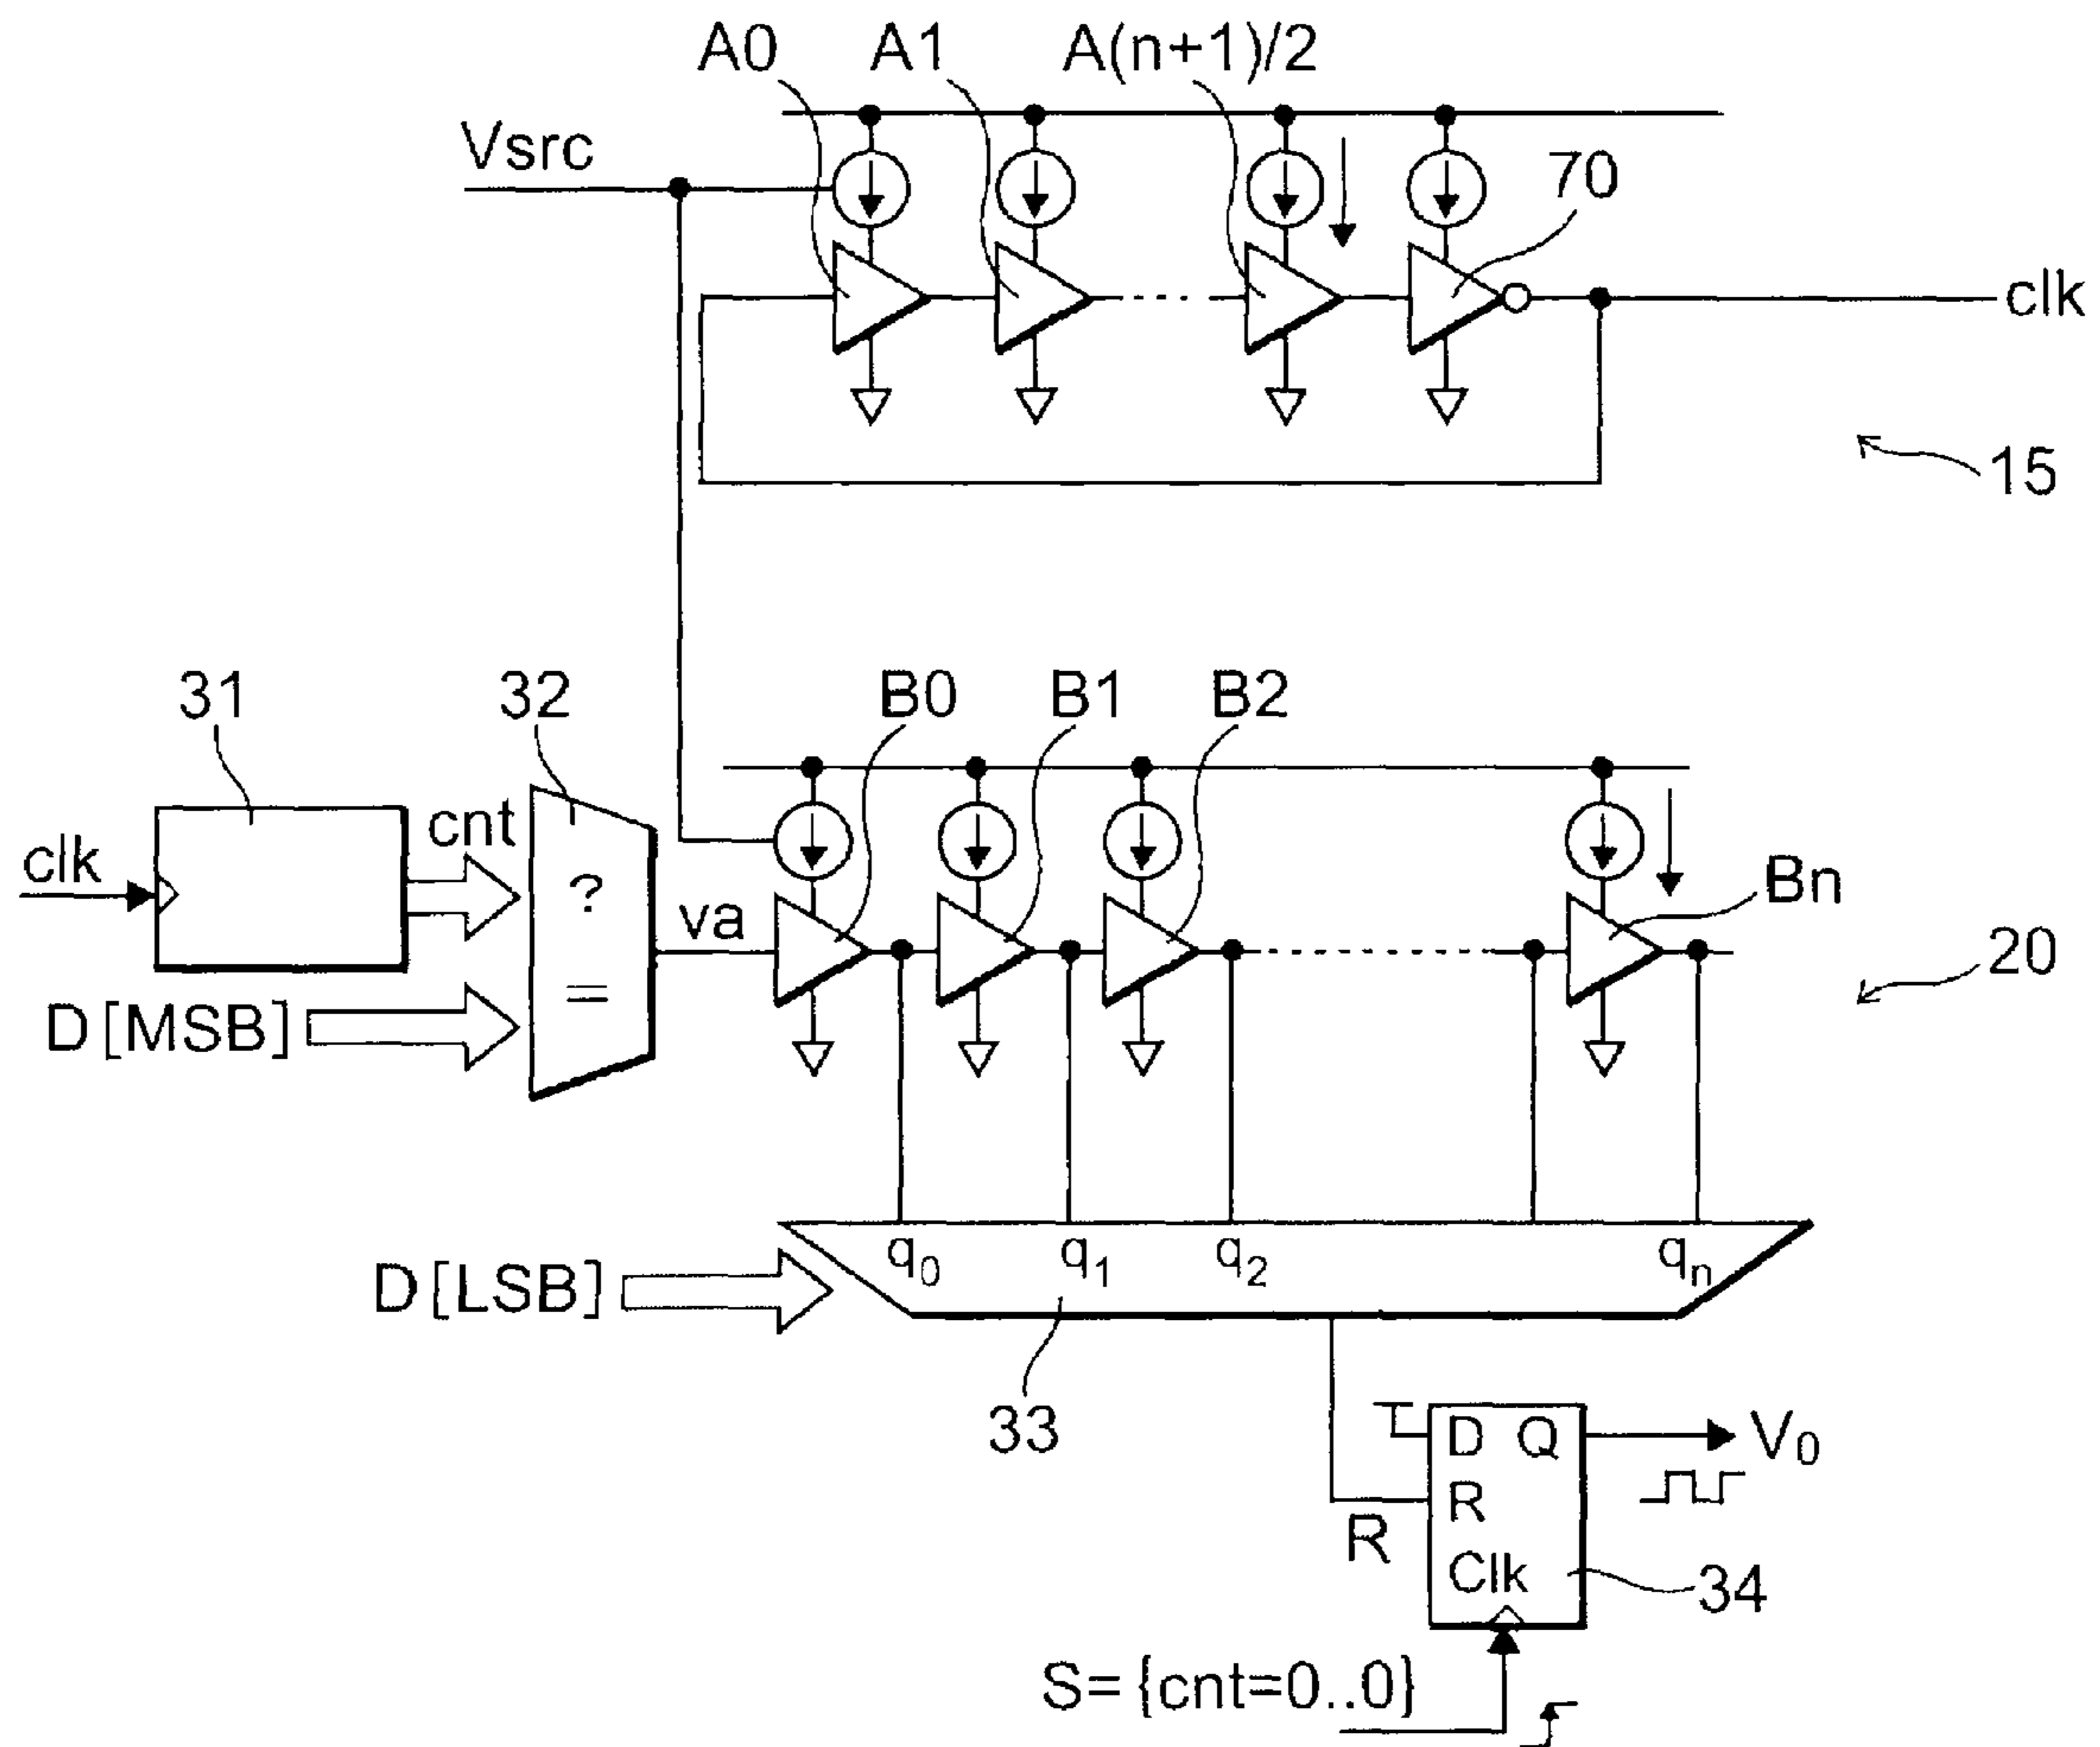 A0 A1 A(n+1)/2
Vsrc
70
clk
15
31 32 B0 B1 B2
cnt
clk
?
va
Bn
=
20
D[MSB]
q0 q1 q2 qn
D[LSB]
33
D Q V0
R
R
Clk
34
S={cnt=0..0}